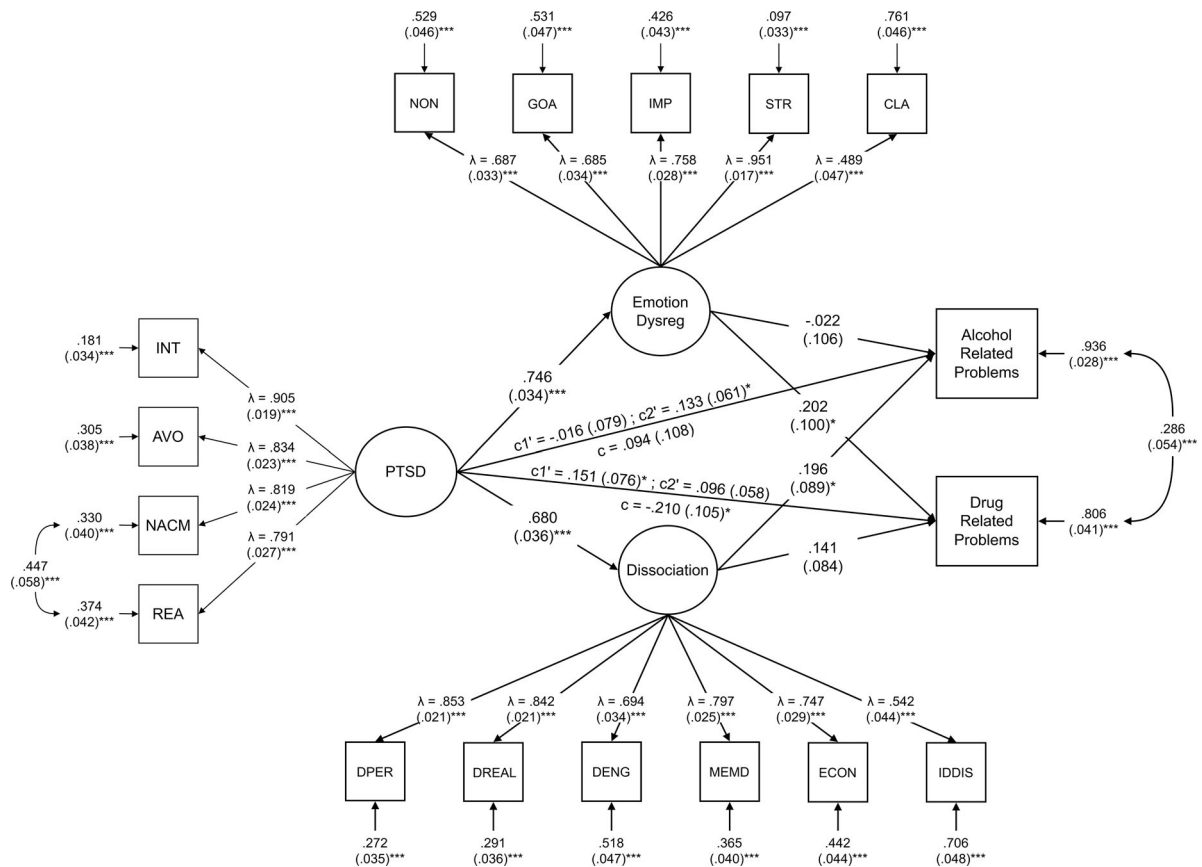 .529
(.046)***
.531
(.047)***
.426
(.043)***
.097
(.033)***
.761
(.046)***
NON
GOA
IMP
STR
CLA
λ = .687
(.033)***
λ = .685
(.034)***
λ = .758
(.028)***
λ = .951
(.017)***
λ = .489
(.047)***
Emotion
Dysreg
-.022
(.106)
Alcohol
Related
Problems
.936
(.028)***
.181
(.034)***
INT
λ = .905
(.019)***
.746
(.034)***
c1' = -.016 (.079) ; c2' = .133 (.061)*
c = .094 (.108)
.202
(.100)*
.286
(.054)***
.305
(.038)***
AVO
λ = .834
(.023)***
PTSD
c1' = .151 (.076)* ; c2' = .096 (.058)
c = -.210 (.105)*
.196
(.089)*
.330
(.040)***
NACM
λ = .819
(.024)***
.680
(.036)***
Drug
Related
Problems
.806
(.041)***
.447
(.058)***
λ = .791
(.027)***
Dissociation
.141
(.084)
.374
(.042)***
REA
λ = .853
(.021)***
λ = .842
(.021)***
λ = .694
(.034)***
λ = .797
(.025)***
λ = .747
(.029)***
λ = .542
(.044)***
DPER
DREAL
DENG
MEMD
ECON
IDDIS
.272
(.035)***
.291
(.036)***
.518
(.047)***
.365
(.040)***
.442
(.044)***
.706
(.048)***